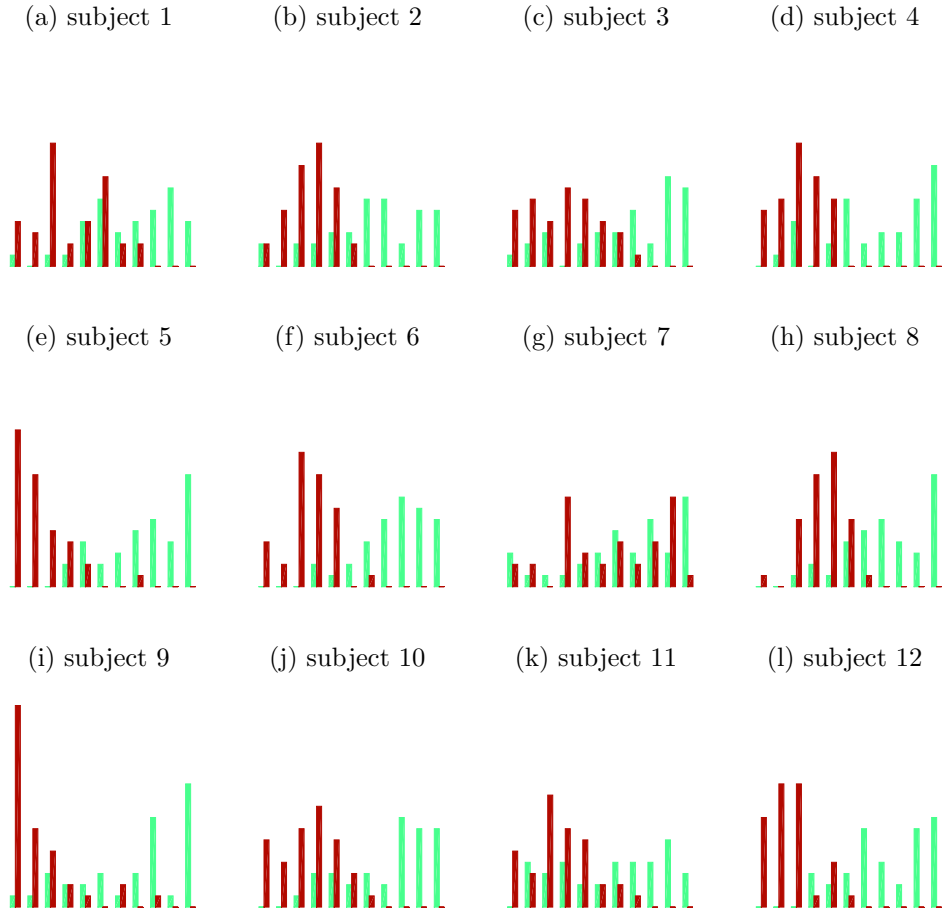 (a) subject 1
(b) subject 2
(c) subject 3
(d) subject 4
(e) subject 5
(f) subject 6
(g) subject 7
(h) subject 8
(i) subject 9
(j) subject 10
(k) subject 11
(l) subject 12